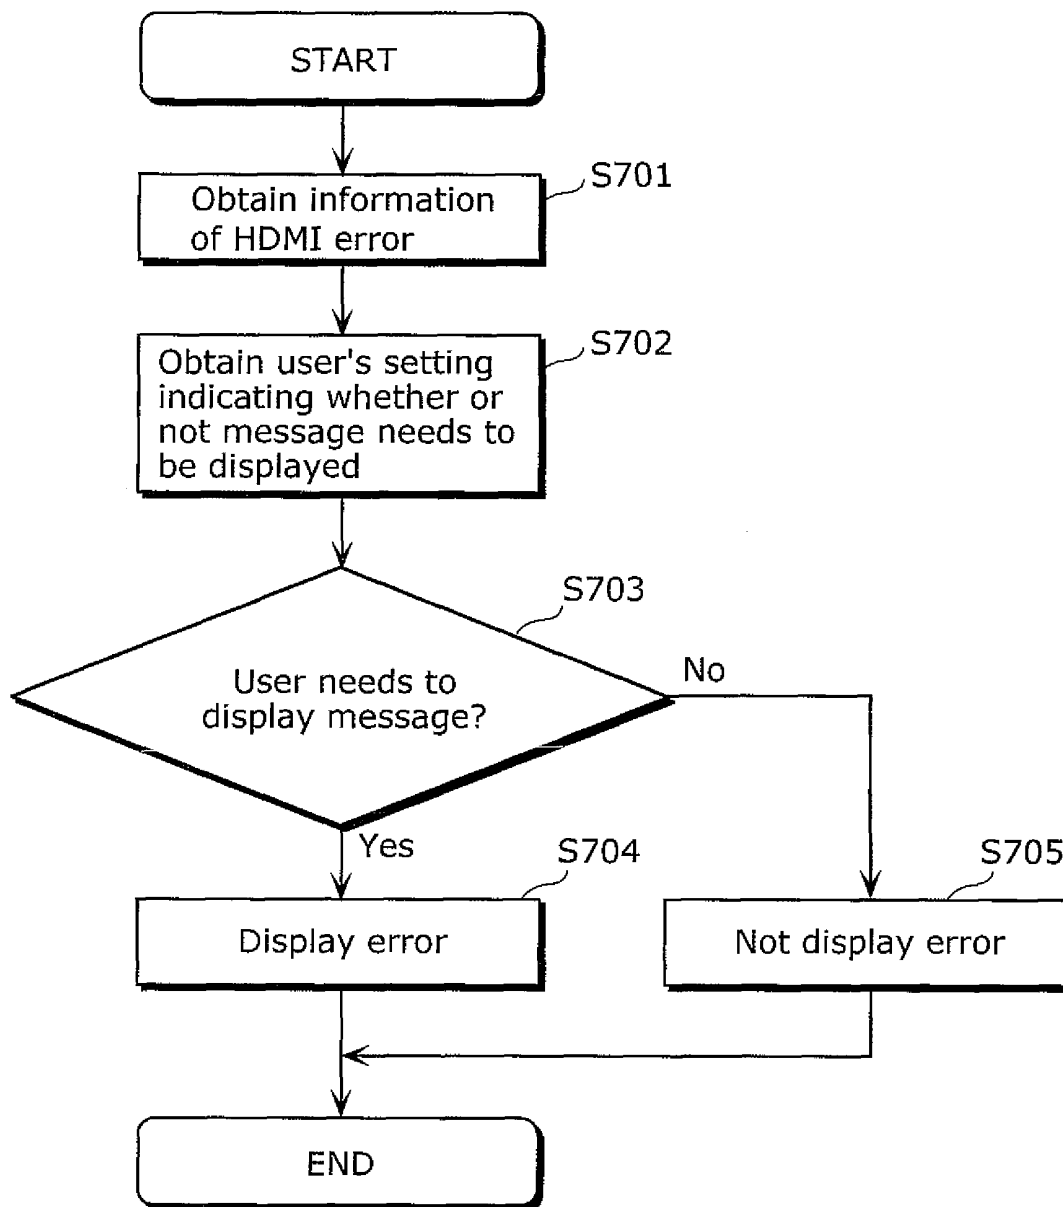 START
S701
Obtain information
of HDMI error
S702
Obtain user's setting
indicating whether or
not message needs to
be displayed
S703
User needs to
display message?
No
Yes
S704
Display error
S705
Not display error
END